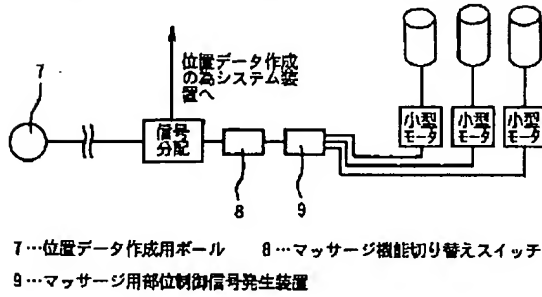 位置データ作成
の為システム装
置へ
7
信号
分配
小型
モータ
小型
モータ
小型
モータ
8
9
7…位置データ作成用ボール 8…マッサージ機能切り替えスイッチ
9…マッサージ用部位制御信号発生装置